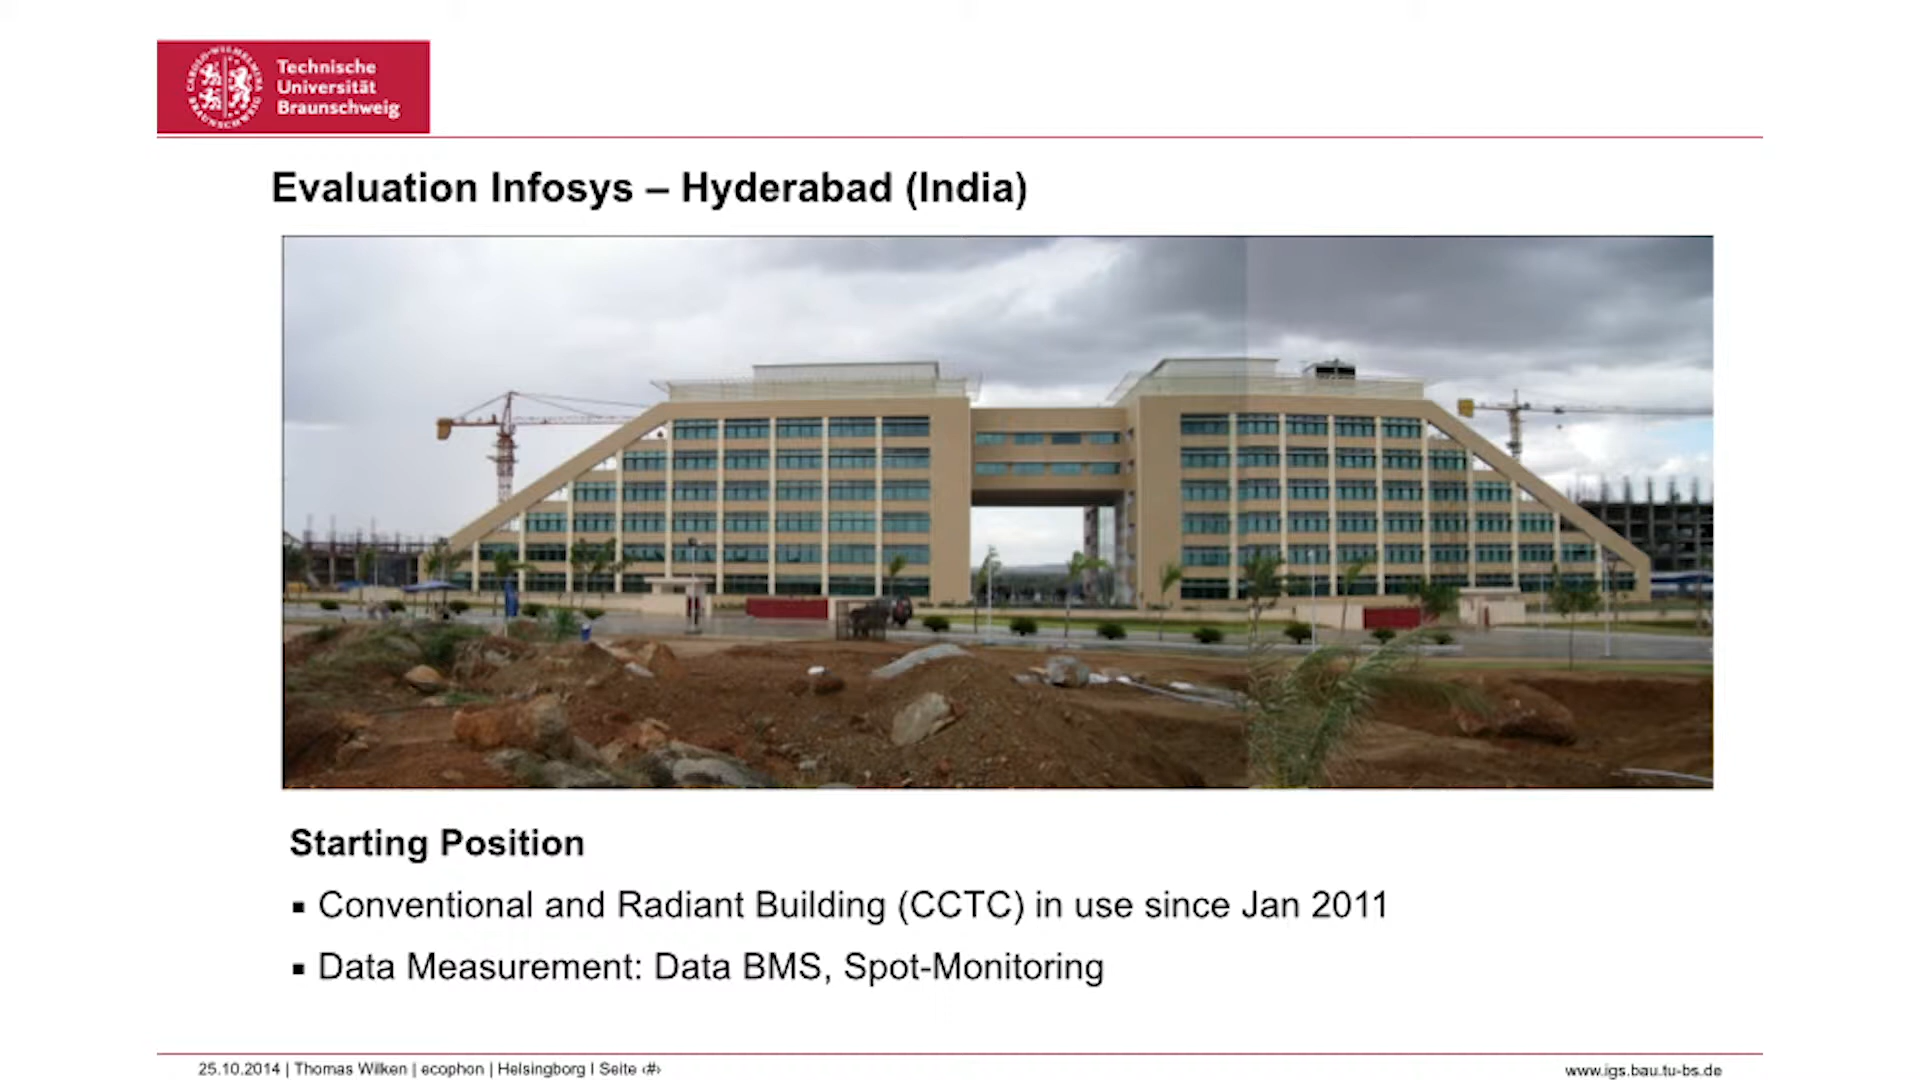 Technische
Universität
Braunschweig
Evaluation Infosys – Hyderabad (India)
Starting Position
▪ Conventional and Radiant Building (CCTC) in use since Jan 2011
▪ Data Measurement: Data BMS, Spot-Monitoring
25.10.2014 | Thomas Wilken | ecophon | Helsingborg I Seite ‹#›
www.igs.bau.tu-bs.de